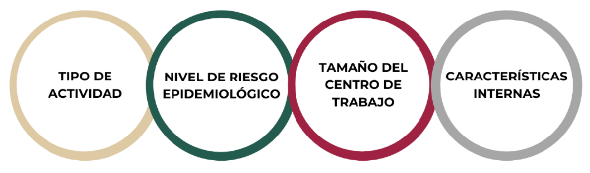 TIPO DE
ACTIVIDAD
NIVEL DE RIESGO
EPIDEMIOLÓGICO
TAMAÑO DEL
CENTRO DE
TRABAJO
CARACTERÍSTICAS
INTERNAS